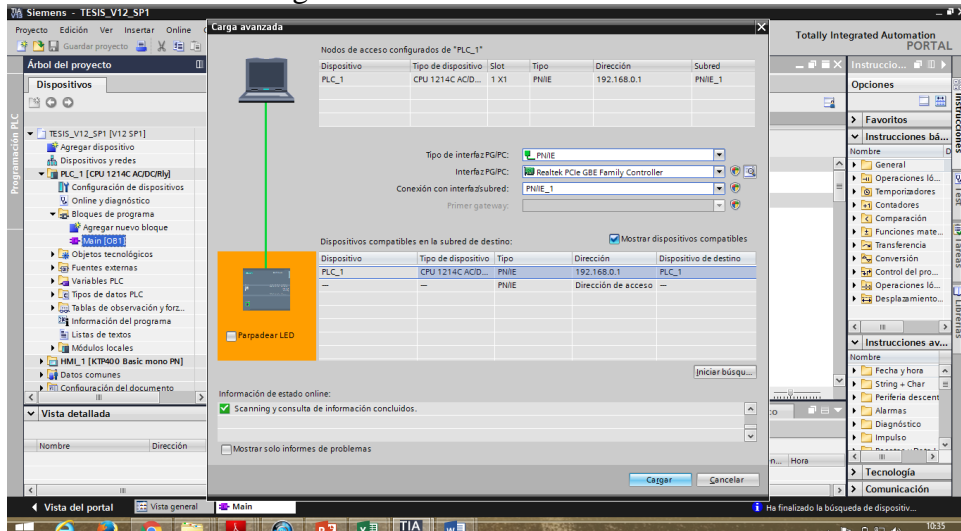 Siemens - TESIS_V12_SP1
Proyecto Edición Ver Insertar Online
Guardar proyecto
Totally Integrated Automation
PORTAL
Árbol del proyecto
Dispositivos
Programación PLC
TESIS_V12_SP1 [V12 SP1]
Agregar dispositivo
Dispositivos y redes
PLC_1 [CPU 1214C AC/DC/Rly]
Configuración de dispositivos
Online y diagnóstico
Bloques de programa
Agregar nuevo bloque
Main [OB1]
Objetos tecnológicos
Fuentes externas
Variables PLC
Tipos de datos PLC
Tablas de observación y forz...
Información del programa
Listas de textos
Módulos locales
HMI_1 [KTP400 Basic mono PN]
Datos comunes
Configuración del documento
Vista detallada
Nombre Dirección
Carga avanzada
Nodos de acceso configurados de "PLC_1"
Dispositivo Tipo de dispositivo Slot Tipo Dirección Subred
PLC_1 CPU 1214C AC/D... 1 X1 PN/IE 192.168.0.1 PN/IE_1
Tipo de interfaz PG/PC: PN/IE
Interfaz PG/PC: Realtek PCIe GBE Family Controller
Conexión con interfaz/subred: PN/IE_1
Primer gateway:
Dispositivos compatibles en la subred de destino: Mostrar dispositivos compatibles
Dispositivo Tipo de dispositivo Tipo Dirección Dispositivo de destino
PLC_1 CPU 1214C AC/D... PN/IE 192.168.0.1 PLC_1
— — PN/IE Dirección de acceso —
Parpadear LED
Iniciar búsqu...
Información de estado online:
Scanning y consulta de información concluidos.
Mostrar solo informes de problemas
Cargar Cancelar
Instruccio...
Opciones
Favoritos
Instrucciones bá...
Nombre D
General
Operaciones ló...
Temporizadores
Contadores
Comparación
Funciones mate...
Transferencia
Conversión
Control del pro...
Operaciones ló...
Desplazamiento...
Instrucciones av...
Nombre
Fecha y hora
String + Char
Periferia descent
Alarmas
Diagnóstico
Impulso
Tecnología
Comunicación
Instrucciones
Test
Tareas
Librerías
Hora
Vista del portal Vista general Main Ha finalizado la búsqueda de dispositiv...
TIA
10:35